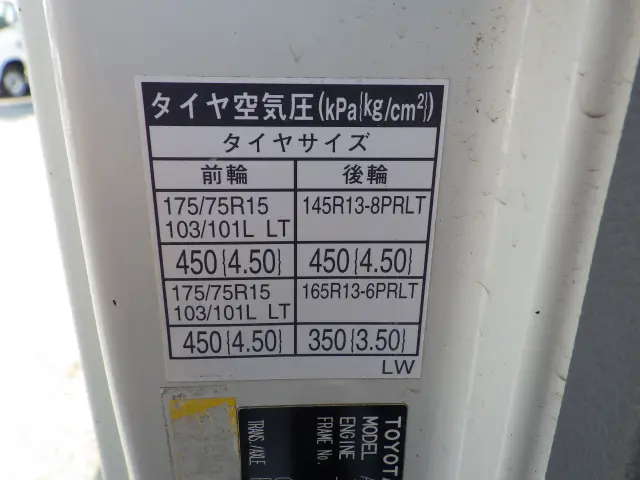 タイヤ空気圧(kPa{kg/cm²})
タイヤサイズ
前輪 後輪
175/75R15 145R13-8PRLT
103/101L LT
450{4.50} 450{4.50}
175/75R15 165R13-6PRLT
103/101L LT
450{4.50} 350{3.50}
LW
TOYOTA
MODEL
ENGINE
FRAME No.
TRANS./AXLE